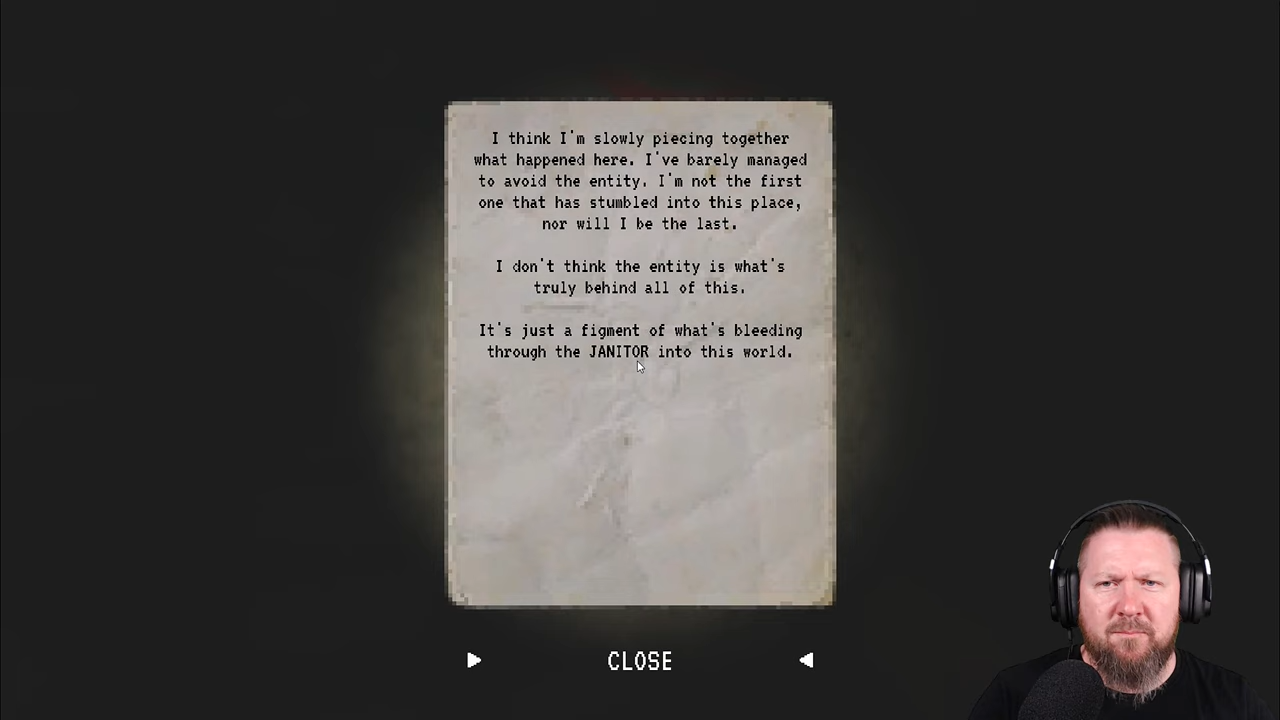 I think I'm slowly piecing together
what happened here. I've barely managed
to avoid the entity. I'm not the first
one that has stumbled into this place,
nor will I be the last.
I don't think the entity is what's
truly behind all of this.
It's just a figment of what's bleeding
through the JANITOR into this world.
CLOSE